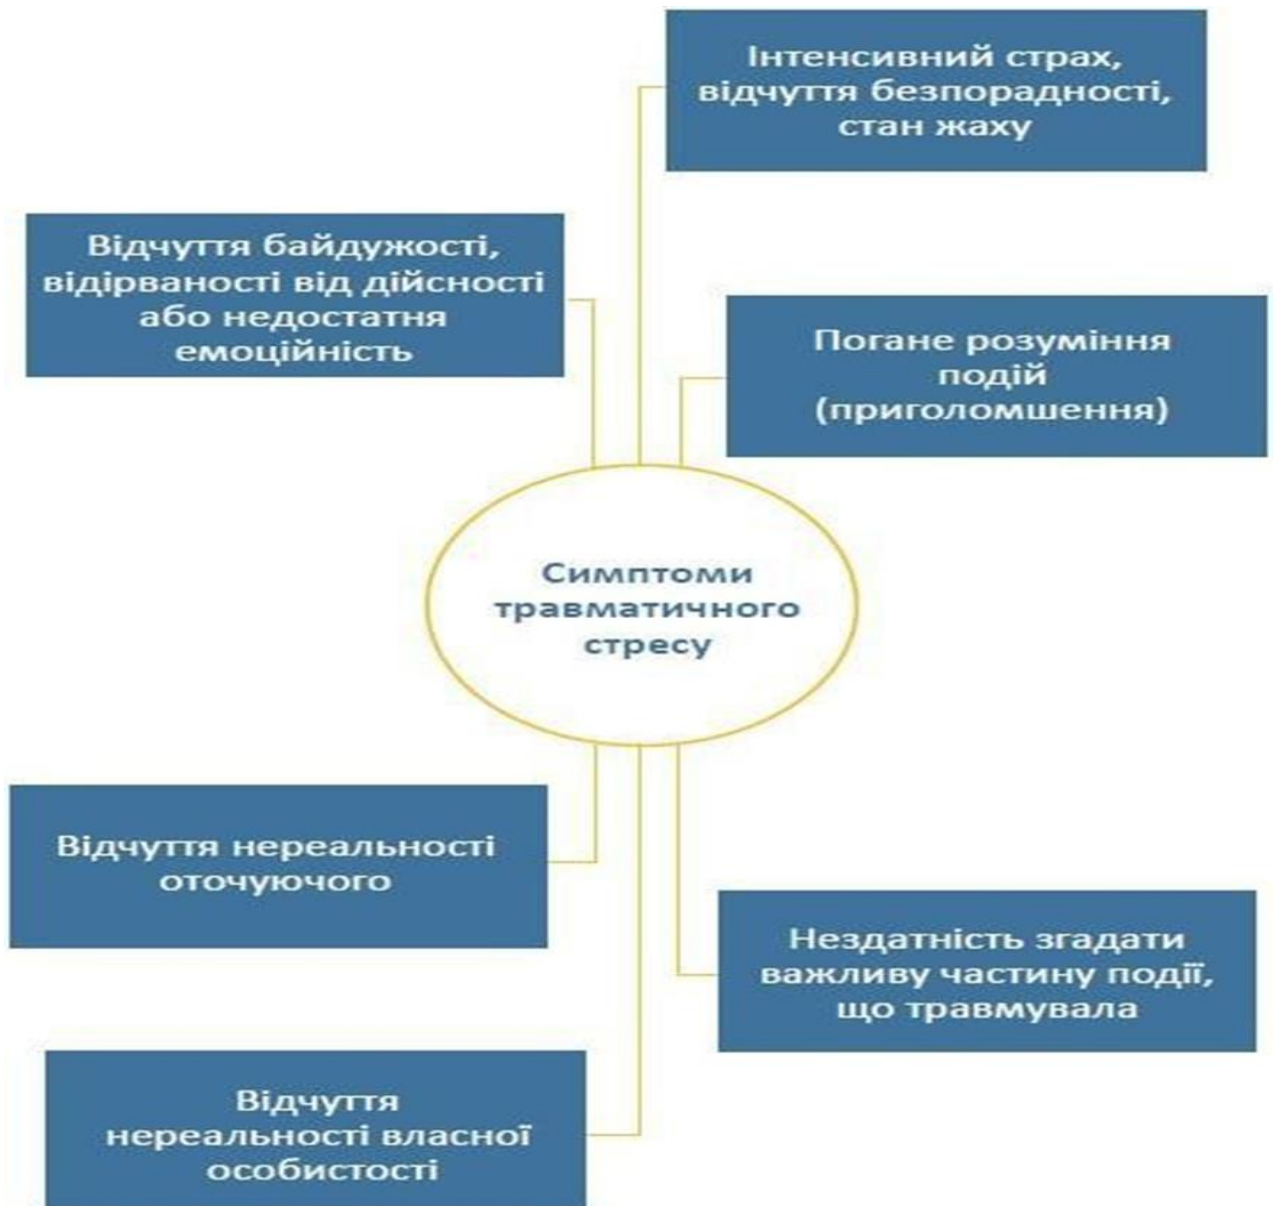 Інтенсивний страх,
відчуття безпорадності,
стан жаху
Відчуття байдужості,
відірваності від дійсності
або недостатня
емоційність
Погане розуміння
подій
(приголомшення)
Симптоми
травматичного
стресу
Відчуття нереальності
оточуючого
Нездатність згадати
важливу частину події,
що травмувала
Відчуття
нереальності власної
особистості